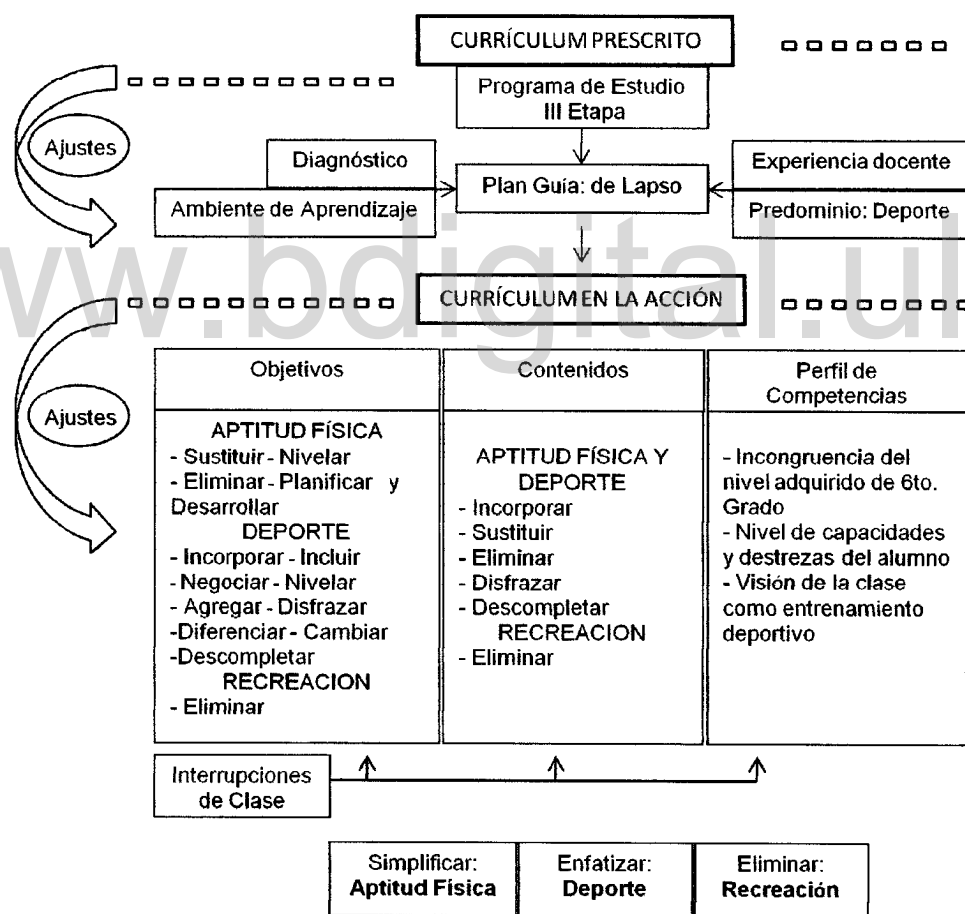 CURRÍCULUM PRESCRITO
Programa de Estudio
III Etapa
Ajustes
Diagnóstico
Ambiente de Aprendizaje
Plan Guía: de Lapso
Experiencia docente
Predominio: Deporte
www.bdigital.ul
CURRÍCULUM EN LA ACCIÓN
Ajustes
Objetivos
APTITUD FÍSICA
- Sustituir - Nivelar
- Eliminar - Planificar y
Desarrollar
DEPORTE
- Incorporar - Incluir
- Negociar - Nivelar
- Agregar - Disfrazar
-Diferenciar - Cambiar
-Descompletar
RECREACION
- Eliminar
Contenidos
APTITUD FÍSICA Y
DEPORTE
- Incorporar
- Sustituir
- Eliminar
- Disfrazar
- Descompletar
RECREACION
- Eliminar
Perfil de
Competencias
- Incongruencia del
nivel adquirido de 6to.
Grado
- Nivel de capacidades
y destrezas del alumno
- Visión de la clase
como entrenamiento
deportivo
Interrupciones
de Clase
Simplificar:
Aptitud Física
Enfatizar:
Deporte
Eliminar:
Recreación